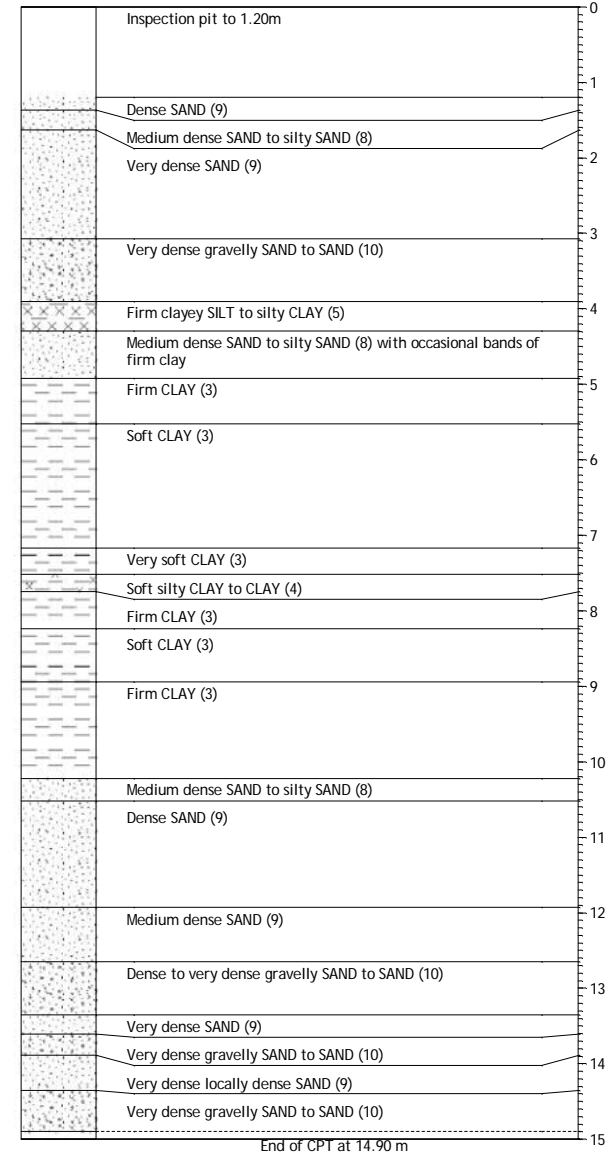 0
Inspection pit to 1.20m
1
Dense SAND (9)
Medium dense SAND to silty SAND (8)
2
Very dense SAND (9)
3
Very dense gravelly SAND to SAND (10)
4
Firm clayey SILT to silty CLAY (5)
Medium dense SAND to silty SAND (8) with occasional bands of
firm clay
5
Firm CLAY (3)
Soft CLAY (3)
6
7
Very soft CLAY (3)
Soft silty CLAY to CLAY (4)
8
Firm CLAY (3)
Soft CLAY (3)
9
Firm CLAY (3)
10
Medium dense SAND to silty SAND (8)
Dense SAND (9)
11
12
Medium dense SAND (9)
Dense to very dense gravelly SAND to SAND (10)
13
Very dense SAND (9)
Very dense gravelly SAND to SAND (10)
14
Very dense locally dense SAND (9)
Very dense gravelly SAND to SAND (10)
15
End of CPT at 14.90 m